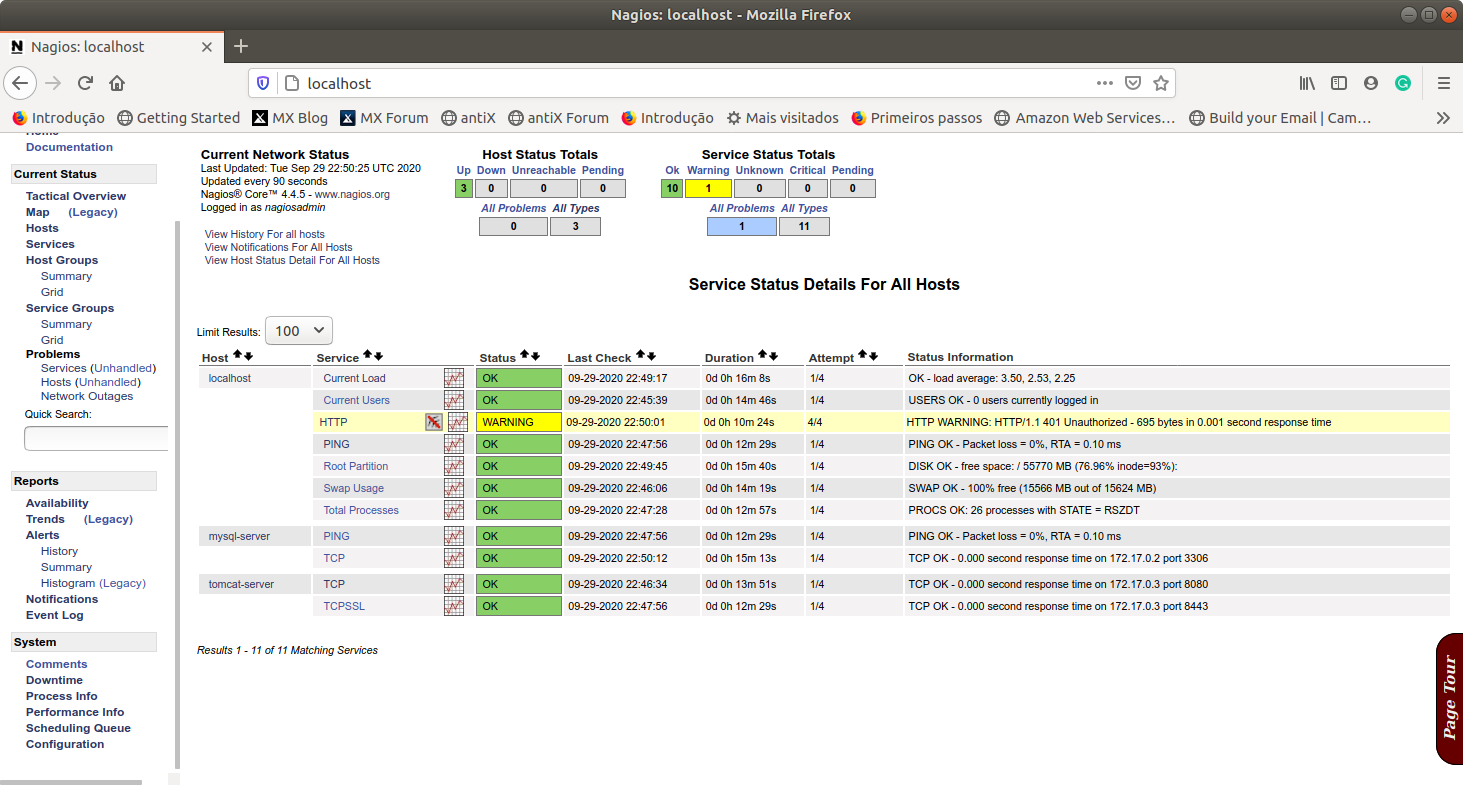 Nagios: localhost - Mozilla Firefox
Nagios: localhost
localhost
Introdução Getting Started MX Blog MX Forum antiX antiX Forum Introdução Mais visitados Primeiros passos Amazon Web Services… Build your Email | Cam…
Home
Documentation
Current Status
Tactical Overview
Map (Legacy)
Hosts
Services
Host Groups
Summary
Grid
Service Groups
Summary
Grid
Problems
Services (Unhandled)
Hosts (Unhandled)
Network Outages
Quick Search:
Reports
Availability
Trends (Legacy)
Alerts
History
Summary
Histogram (Legacy)
Notifications
Event Log
System
Comments
Downtime
Process Info
Performance Info
Scheduling Queue
Configuration
Current Network Status
Last Updated: Tue Sep 29 22:50:25 UTC 2020
Updated every 90 seconds
Nagios® Core™ 4.4.5 - www.nagios.org
Logged in as nagiosadmin
View History For all hosts
View Notifications For All Hosts
View Host Status Detail For All Hosts
Host Status Totals
Up Down Unreachable Pending
3 0 0 0
All Problems All Types
0 3
Service Status Totals
Ok Warning Unknown Critical Pending
10 1 0 0 0
All Problems All Types
1 11
Service Status Details For All Hosts
Limit Results: 100
Host Service Status Last Check Duration Attempt Status Information
localhost Current Load OK 09-29-2020 22:49:17 0d 0h 16m 8s 1/4 OK - load average: 3.50, 2.53, 2.25
Current Users OK 09-29-2020 22:45:39 0d 0h 14m 46s 1/4 USERS OK - 0 users currently logged in
HTTP WARNING 09-29-2020 22:50:01 0d 0h 10m 24s 4/4 HTTP WARNING: HTTP/1.1 401 Unauthorized - 695 bytes in 0.001 second response time
PING OK 09-29-2020 22:47:56 0d 0h 12m 29s 1/4 PING OK - Packet loss = 0%, RTA = 0.10 ms
Root Partition OK 09-29-2020 22:49:45 0d 0h 15m 40s 1/4 DISK OK - free space: / 55770 MB (76.96% inode=93%):
Swap Usage OK 09-29-2020 22:46:06 0d 0h 14m 19s 1/4 SWAP OK - 100% free (15566 MB out of 15624 MB)
Total Processes OK 09-29-2020 22:47:28 0d 0h 12m 57s 1/4 PROCS OK: 26 processes with STATE = RSZDT
mysql-server PING OK 09-29-2020 22:47:56 0d 0h 12m 29s 1/4 PING OK - Packet loss = 0%, RTA = 0.10 ms
TCP OK 09-29-2020 22:50:12 0d 0h 15m 13s 1/4 TCP OK - 0.000 second response time on 172.17.0.2 port 3306
tomcat-server TCP OK 09-29-2020 22:46:34 0d 0h 13m 51s 1/4 TCP OK - 0.000 second response time on 172.17.0.3 port 8080
TCPSSL OK 09-29-2020 22:47:56 0d 0h 12m 29s 1/4 TCP OK - 0.000 second response time on 172.17.0.3 port 8443
Results 1 - 11 of 11 Matching Services
Page Tour